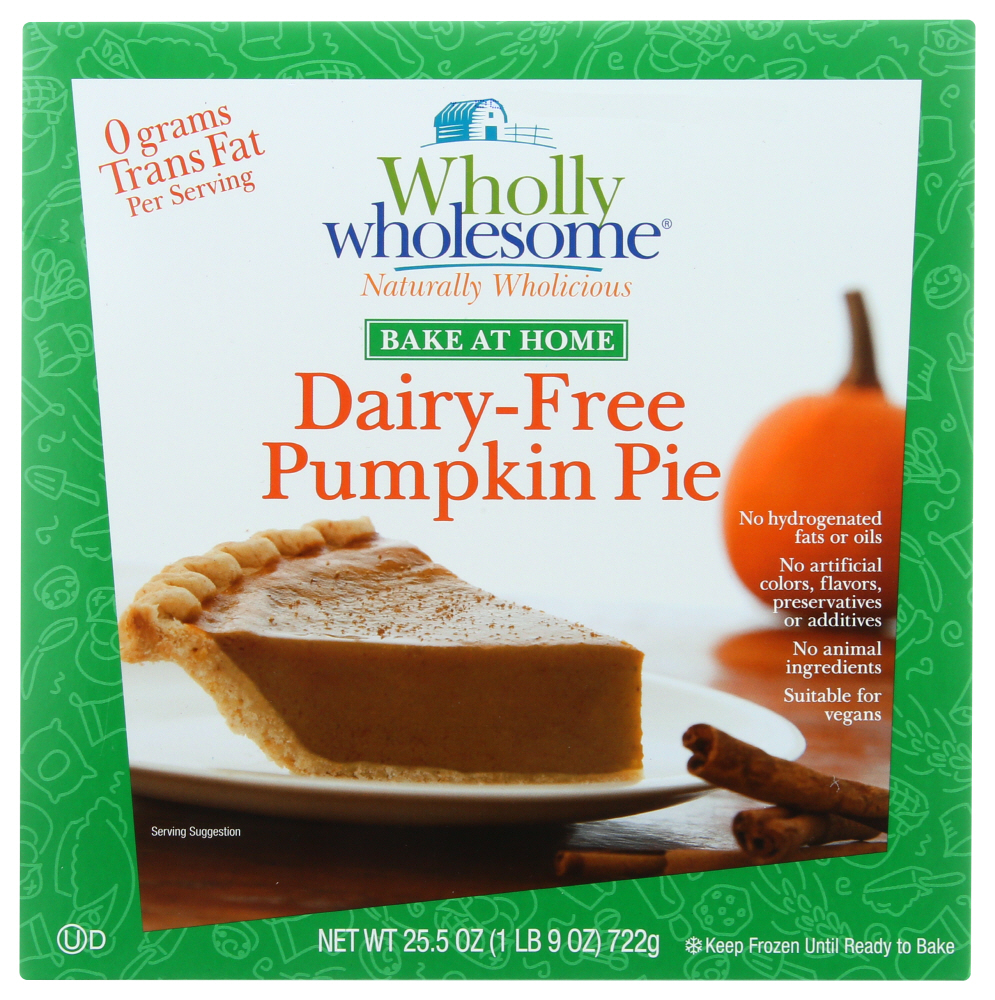 0 grams
Trans Fat
Per Serving
Wholly
wholesome®
Naturally Wholicious
BAKE AT HOME
Dairy-Free
Pumpkin Pie
No hydrogenated
fats or oils
No artificial
colors, flavors,
preservatives
or additives
No animal
ingredients
Suitable for
vegans
Serving Suggestion
Ⓤ D
NET WT 25.5 OZ (1 LB 9 OZ) 722g
Keep Frozen Until Ready to Bake